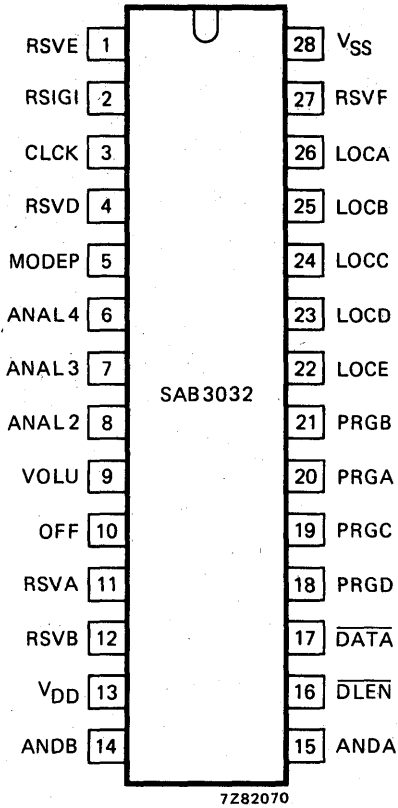 RSVE 1 28 VSS
RSIGI 2 27 RSVF
CLCK 3 26 LOCA
RSVD 4 25 LOCB
MODEP 5 24 LOCC
ANAL4 6 23 LOCD
ANAL3 7 22 LOCE
SAB3032
ANAL2 8 21 PRGB
VOLU 9 20 PRGA
OFF 10 19 PRGC
RSVA 11 18 PRGD
RSVB 12 17 DATA
VDD 13 16 DLEN
ANDB 14 15 ANDA
7Z82070